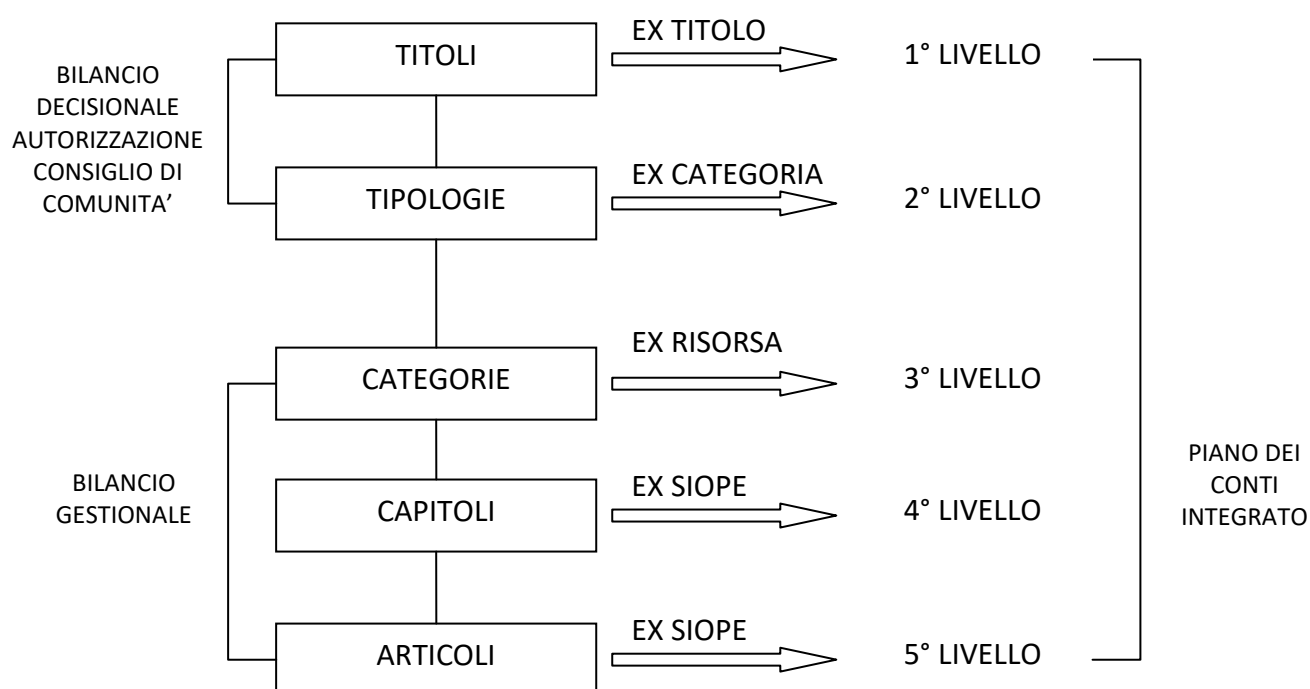 EX TITOLO
TITOLI
1° LIVELLO
BILANCIO
DECISIONALE
AUTORIZZAZIONE
CONSIGLIO DI
COMUNITA’
EX CATEGORIA
TIPOLOGIE
2° LIVELLO
EX RISORSA
CATEGORIE
3° LIVELLO
BILANCIO
GESTIONALE
EX SIOPE
CAPITOLI
4° LIVELLO
PIANO DEI
CONTI
INTEGRATO
EX SIOPE
ARTICOLI
5° LIVELLO